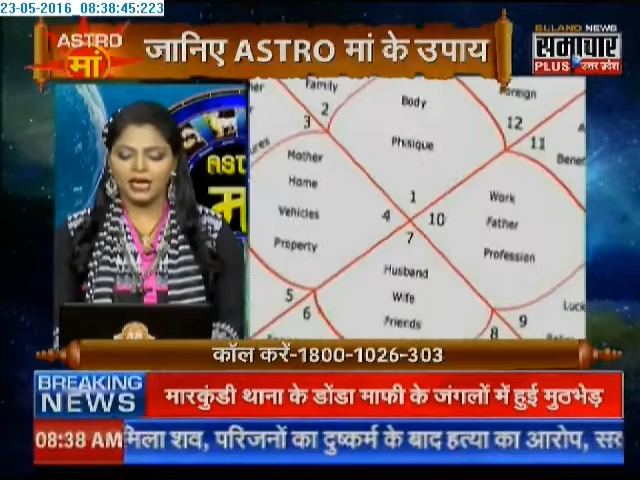 23-05-2016 08:38:45:223
ASTRO
माँ
जानिए ASTRO मां के उपाय
SULAND NEWS
समाचार
PLUS उत्तर प्रदेश
Family
Body
Foreign
2
12
3
11
Phisique
Mother
Home
Work
1
Vehicles
4
10
Father
7
Property
Profession
Husband
5
Wife
6
Friends
9
8
AST
म
कॉल करें-1800-1026-303
BREAKING NEWS
मारकुंडी थाना के डोंडा माफी के जंगलों में हुई मुठभेड़
08:38 AM
मिला शव, परिजनों का दुष्कर्म के बाद हत्या का आरोप,